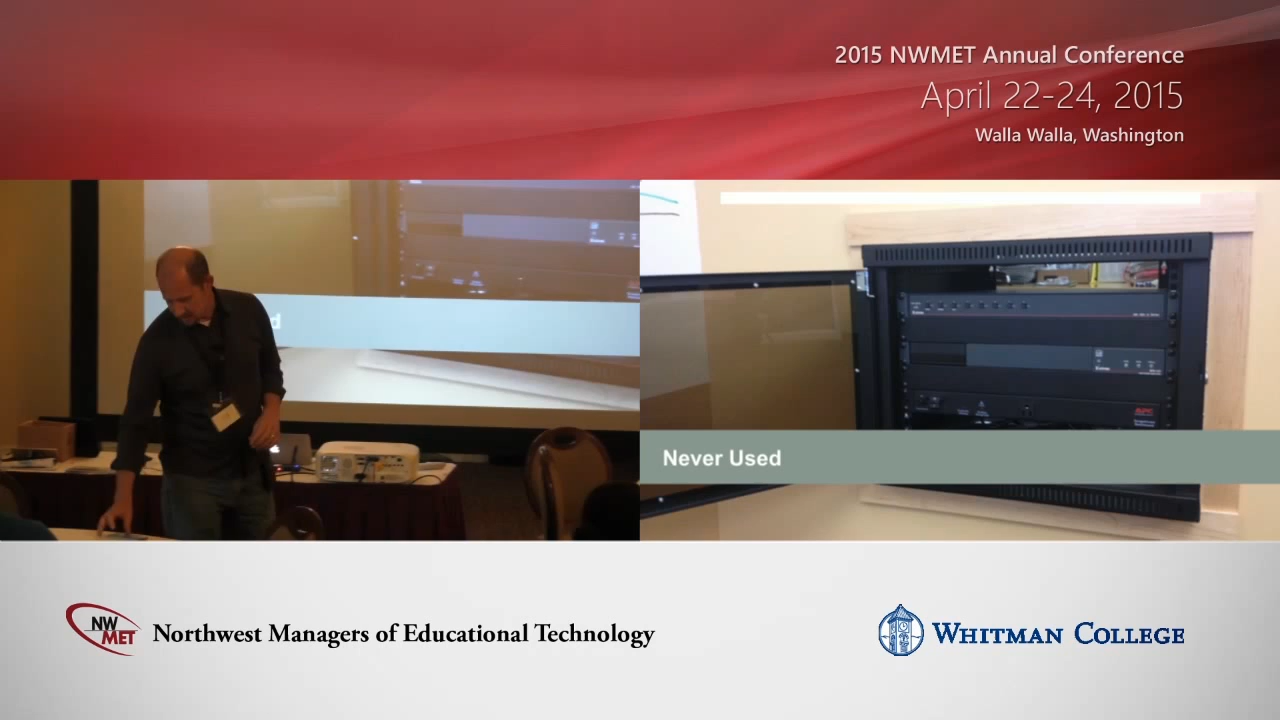 2015 NWMET Annual Conference
April 22-24, 2015
Walla Walla, Washington
d
APC
Never Used
NW
MET
Northwest Managers of Educational Technology
WHITMAN COLLEGE